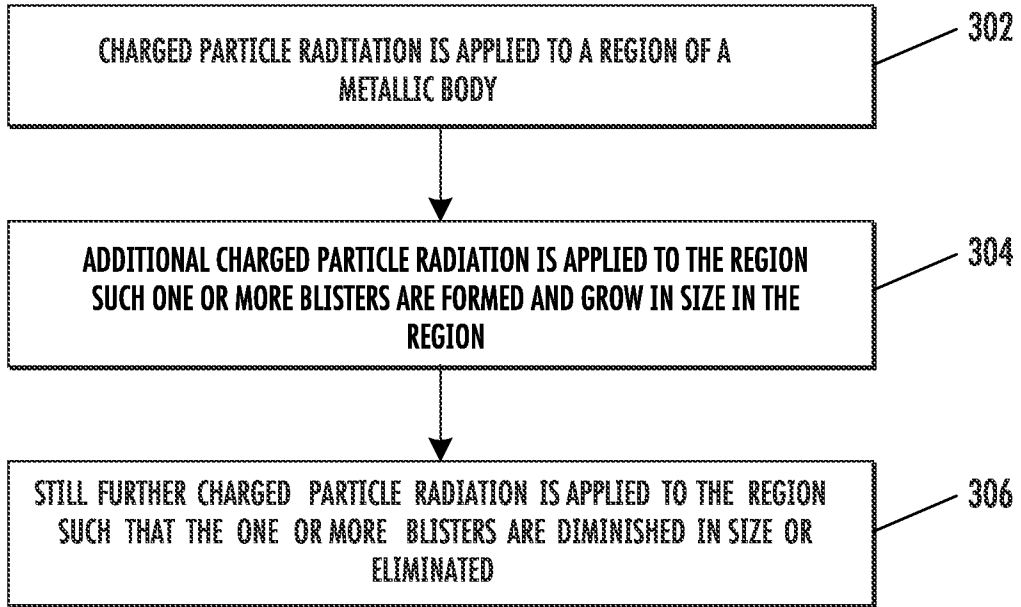 CHARGED PARTICLE RADITATION IS APPLIED TO A REGION OF A
METALLIC BODY
302
ADDITIONAL CHARGED PARTICLE RADIATION IS APPLIED TO THE REGION
SUCH ONE OR MORE BLISTERS ARE FORMED AND GROW IN SIZE IN THE
REGION
304
STILL FURTHER CHARGED PARTICLE RADIATION IS APPLIED TO THE REGION
SUCH THAT THE ONE OR MORE BLISTERS ARE DIMINISHED IN SIZE OR
ELIMINATED
306